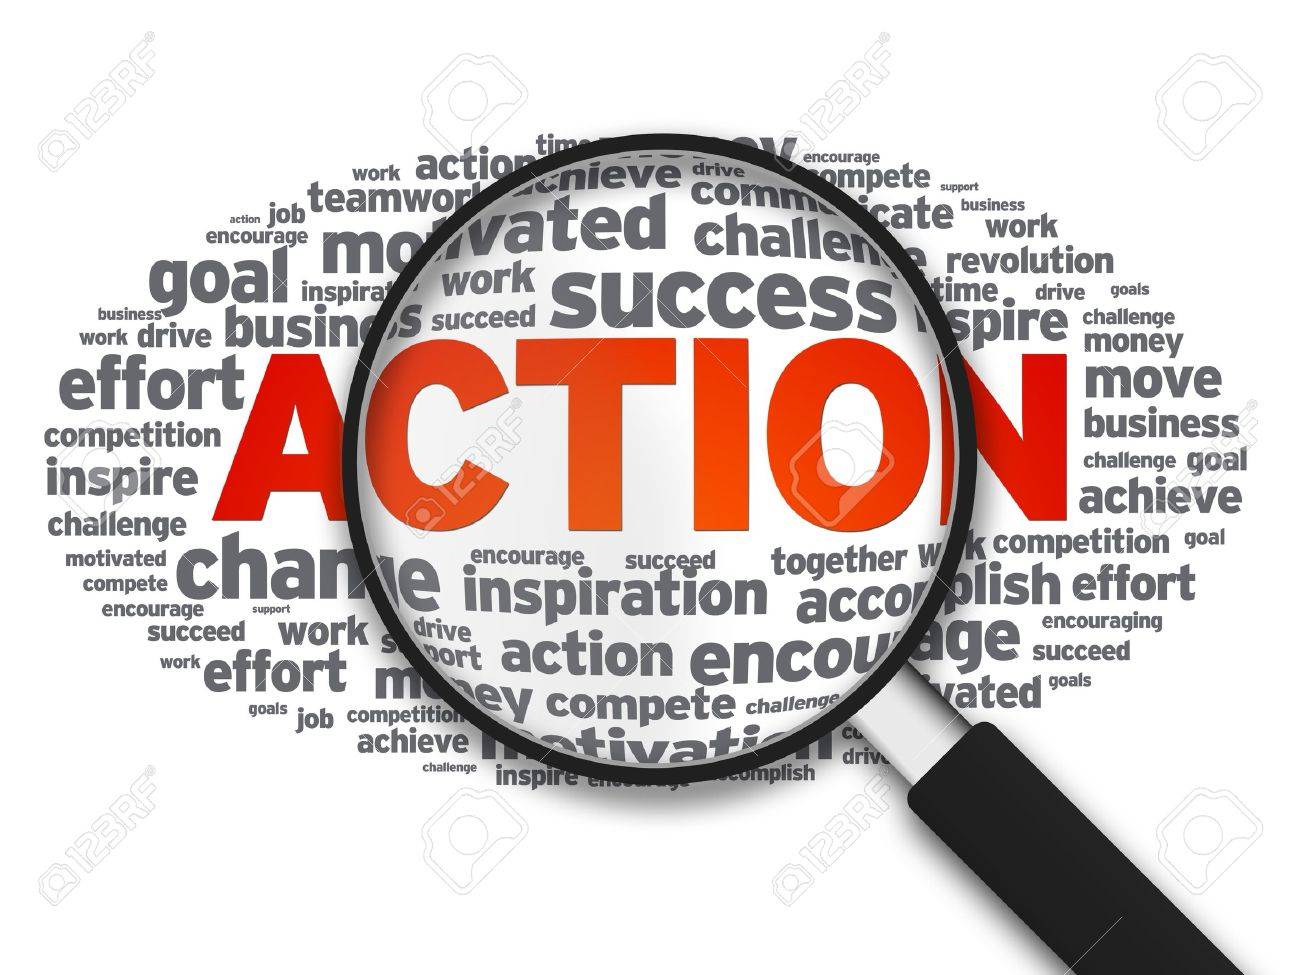 time money encourage
work action achieve drive compete support
teamwork communicate business
action job motivated challenge work
encourage
goal inspiration work success revolution
time drive goals
business business succeed inspire challenge
work drive money
effort ACTION move
competition business
inspire challenge goal
achieve
challenge encourage succeed together work competition goal
motivated change inspiration accomplish effort
compete
encourage support drive encouraging
succeed work support action encourage succeed
work effort money compete challenge motivated goals
goals job competition
achieve motivation drive
challenge inspire encourage accomplish
123RF